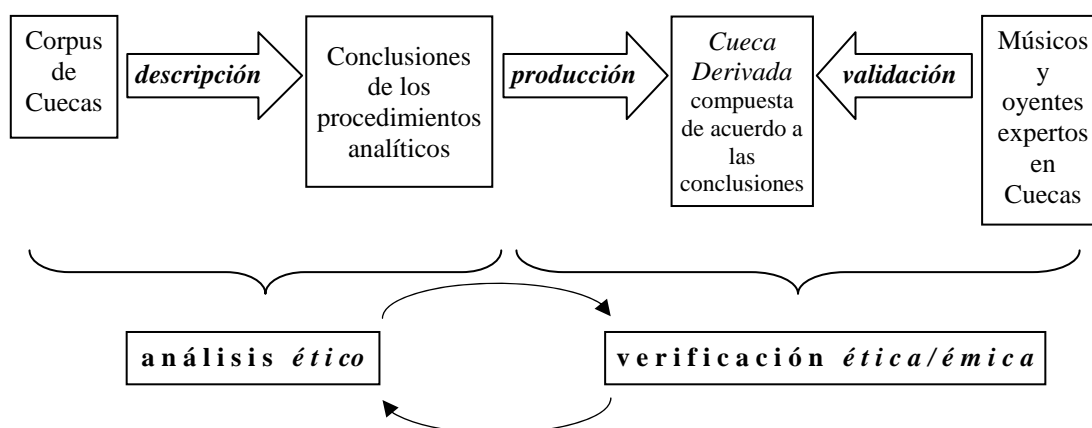 Corpus
de
Cuecas
descripción
Conclusiones
de los
procedimientos
analíticos
producción
Cueca
Derivada
compuesta
de acuerdo a
las
conclusiones
validación
Músicos
y
oyentes
expertos
en
Cuecas
análisis ético
verificación ética/émica